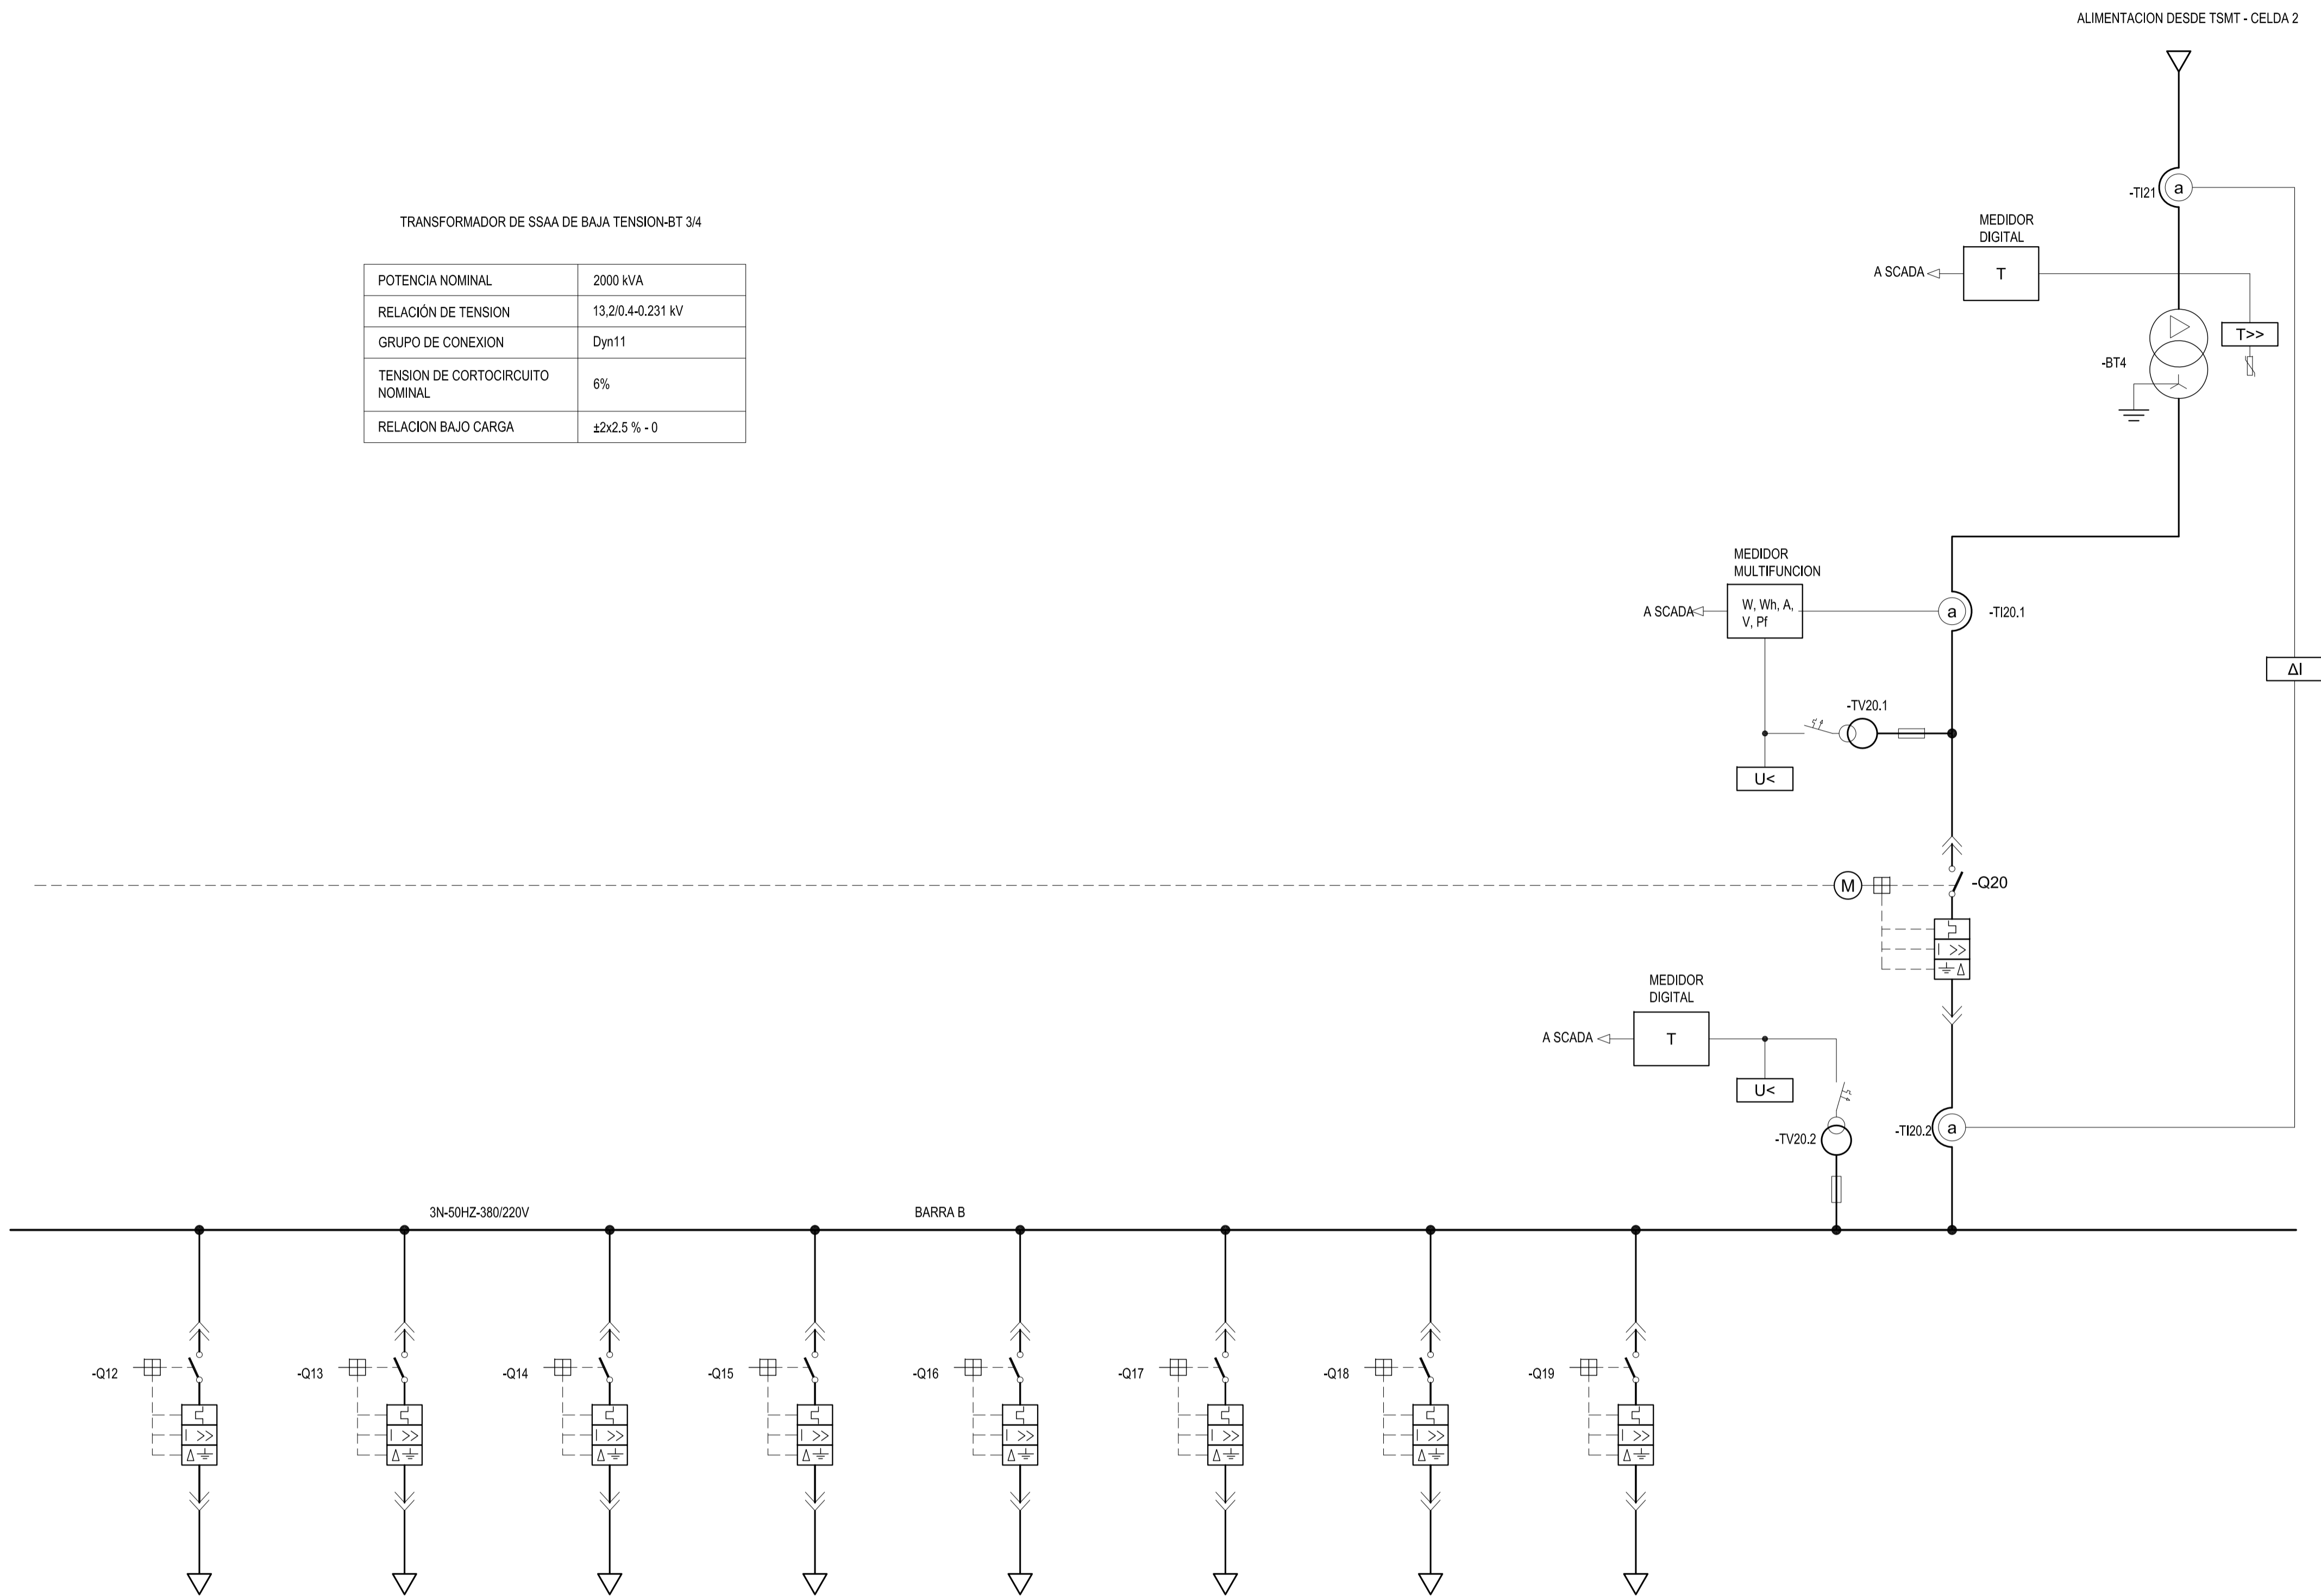 ALIMENTACION DESDE TSMT - CELDA 2
-TI21
a
TRANSFORMADOR DE SSAA DE BAJA TENSION-BT 3/4
MEDIDOR
DIGITAL
A SCADA
T
POTENCIA NOMINAL 2000 kVA
RELACIÓN DE TENSION 13,2/0.4-0.231 kV
GRUPO DE CONEXION Dyn11
TENSION DE CORTOCIRCUITO
NOMINAL
6%
RELACION BAJO CARGA ±2x2.5 % - 0
T>>
-BT4
MEDIDOR
MULTIFUNCION
A SCADA
W, Wh, A,
V, Pf
a
-TI20.1
ΔI
-TV20.1
U<
M
-Q20
I >>
Δ
MEDIDOR
DIGITAL
A SCADA
T
U<
-TV20.2
-TI20.2
a
3N-50HZ-380/220V
BARRA B
-Q12
-Q13
-Q14
-Q15
-Q16
-Q17
-Q18
-Q19
I >>
I >>
I >>
I >>
I >>
I >>
I >>
I >>
Δ
Δ
Δ
Δ
Δ
Δ
Δ
Δ